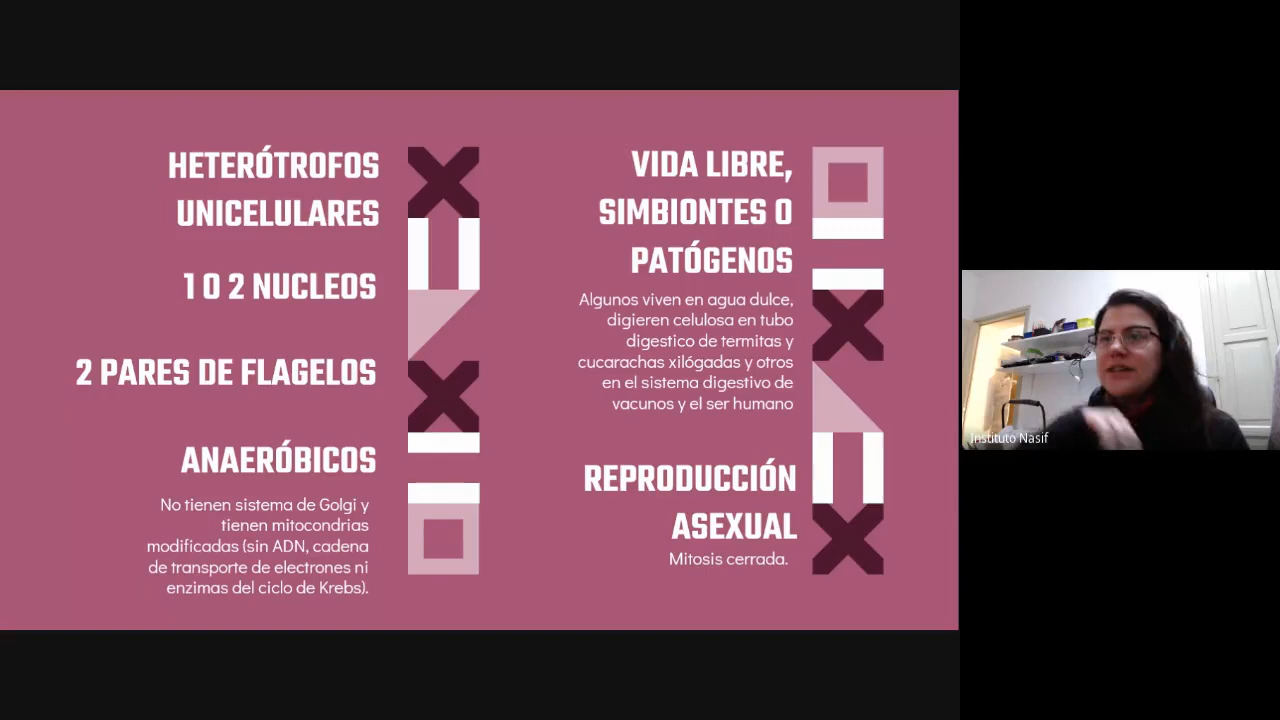 HETERÓTROFOS
UNICELULARES
1 O 2 NUCLEOS
2 PARES DE FLAGELOS
ANAERÓBICOS
No tienen sistema de Golgi y
tienen mitocondrias
modificadas (sin ADN, cadena
de transporte de electrones ni
enzimas del ciclo de Krebs).
VIDA LIBRE,
SIMBIONTES O
PATÓGENOS
Algunos viven en agua dulce,
digieren celulosa en tubo
digestico de termitas y
cucarachas xilógadas y otros
en el sistema digestivo de
vacunos y el ser humano
REPRODUCCIÓN
ASEXUAL
Mitosis cerrada.
Instituto Nasif